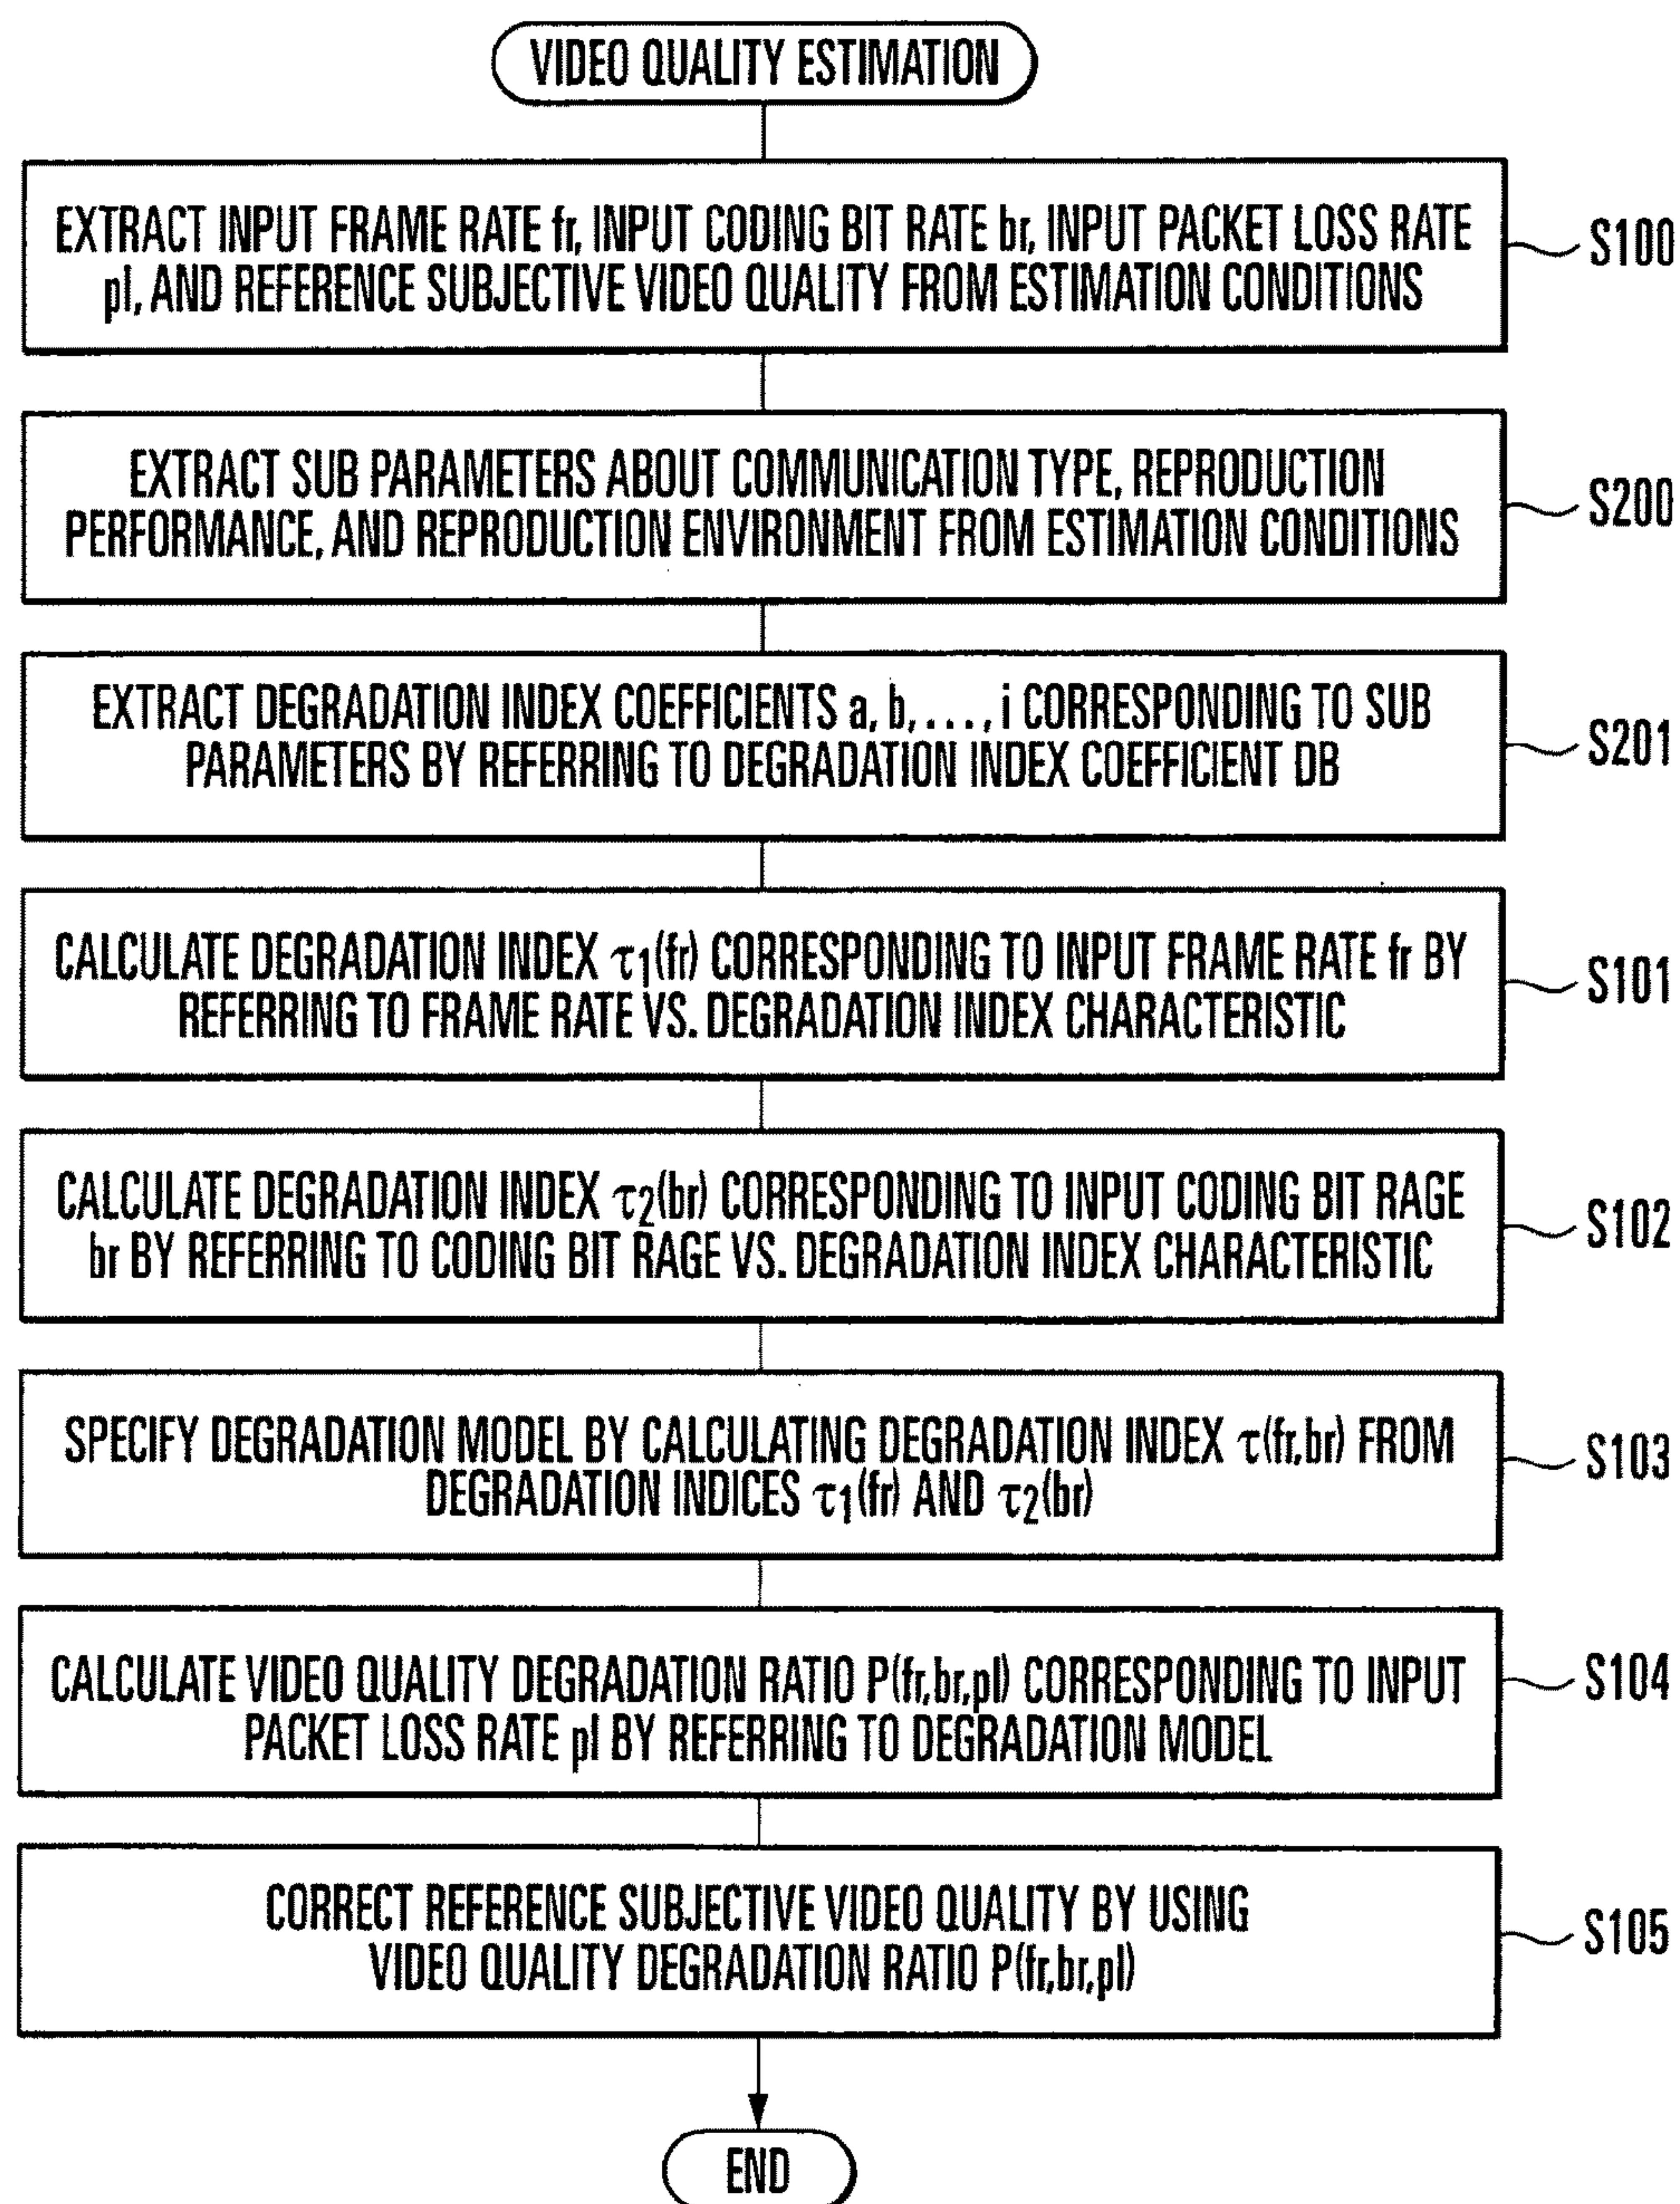 VIDEO QUALITY ESTIMATION
EXTRACT INPUT FRAME RATE fr, INPUT CODING BIT RATE br, INPUT PACKET LOSS RATE
pl, AND REFERENCE SUBJECTIVE VIDEO QUALITY FROM ESTIMATION CONDITIONS
S100
EXTRACT SUB PARAMETERS ABOUT COMMUNICATION TYPE, REPRODUCTION
PERFORMANCE, AND REPRODUCTION ENVIRONMENT FROM ESTIMATION CONDITIONS
S200
EXTRACT DEGRADATION INDEX COEFFICIENTS a, b, . . . , i CORRESPONDING TO SUB
PARAMETERS BY REFERRING TO DEGRADATION INDEX COEFFICIENT DB
S201
CALCULATE DEGRADATION INDEX τ1(fr) CORRESPONDING TO INPUT FRAME RATE fr BY
REFERRING TO FRAME RATE VS. DEGRADATION INDEX CHARACTERISTIC
S101
CALCULATE DEGRADATION INDEX τ2(br) CORRESPONDING TO INPUT CODING BIT RAGE
br BY REFERRING TO CODING BIT RAGE VS. DEGRADATION INDEX CHARACTERISTIC
S102
SPECIFY DEGRADATION MODEL BY CALCULATING DEGRADATION INDEX τ(fr,br) FROM
DEGRADATION INDICES τ1(fr) AND τ2(br)
S103
CALCULATE VIDEO QUALITY DEGRADATION RATIO P(fr,br,pl) CORRESPONDING TO INPUT
PACKET LOSS RATE pl BY REFERRING TO DEGRADATION MODEL
S104
CORRECT REFERENCE SUBJECTIVE VIDEO QUALITY BY USING
VIDEO QUALITY DEGRADATION RATIO P(fr,br,pl)
S105
END